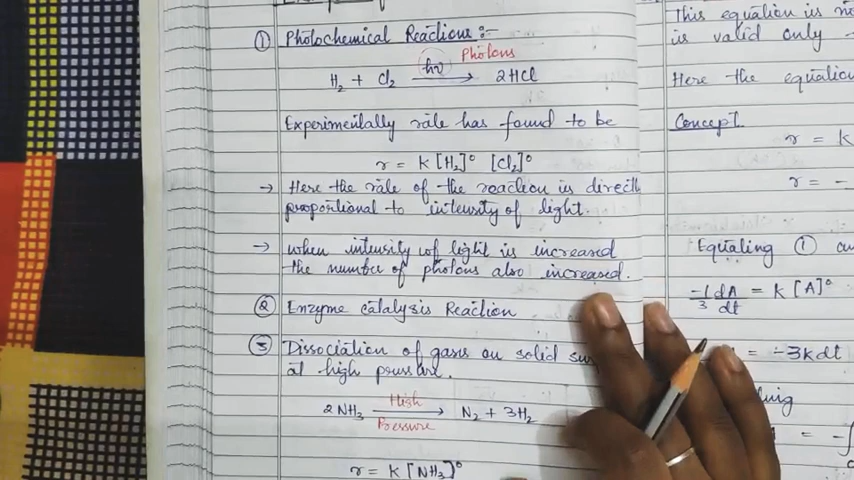 ① Photochemical Reactions :-
Photons
H₂ + Cl₂ hν → 2HCl
Experimentally rate has found to be
r = K [H₂]⁰ [Cl₂]⁰
→ Here the rate of the reaction is directl
proportional to intensity of light.
→ when intensity of light is increased
the number of photons also increased.
② Enzyme catalysis Reaction
③ Dissociation of gases on solid su
at high pressure.
2NH₃ High Pressure → N₂ + 3H₂
r = K [NH₃]⁰
This equation is
is valid only
Here the equation
Concept
r = K
r = -
Equating ①
-1/3 dA/dt = K [A]⁰
= -3Kdt